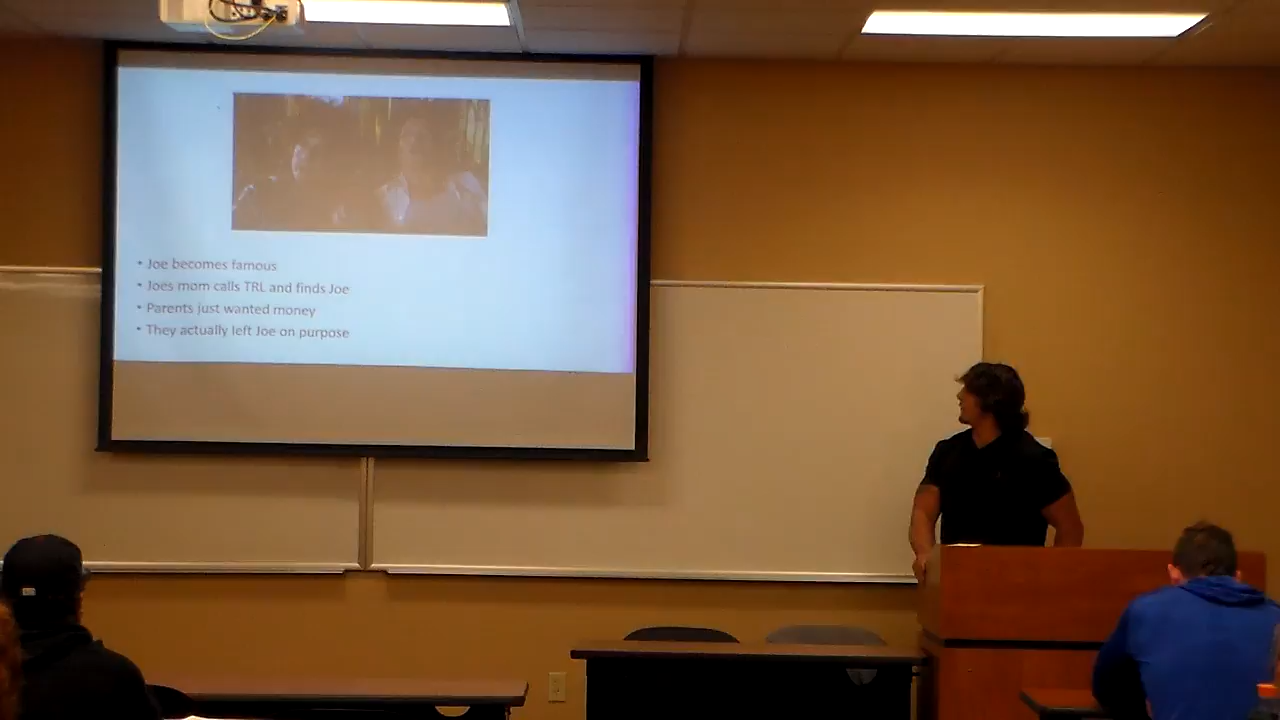 • Joe becomes famous
• Joes mom calls TRL and finds Joe
• Parents just wanted money
• They actually left Joe on purpose